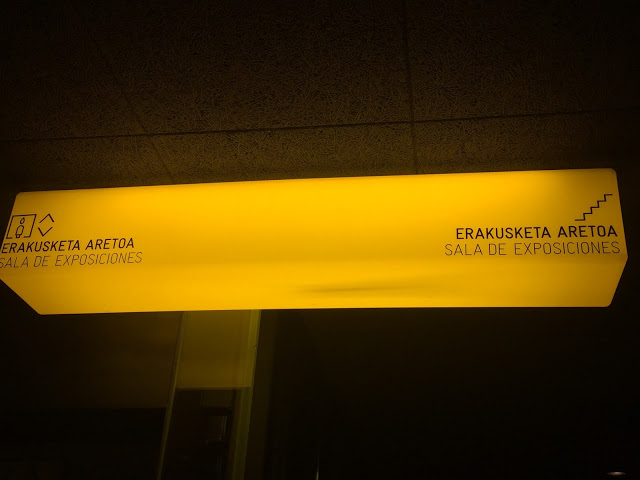 ERAKUSKETA ARETOA
SALA DE EXPOSICIONES
ERAKUSKETA ARETOA
SALA DE EXPOSICIONES